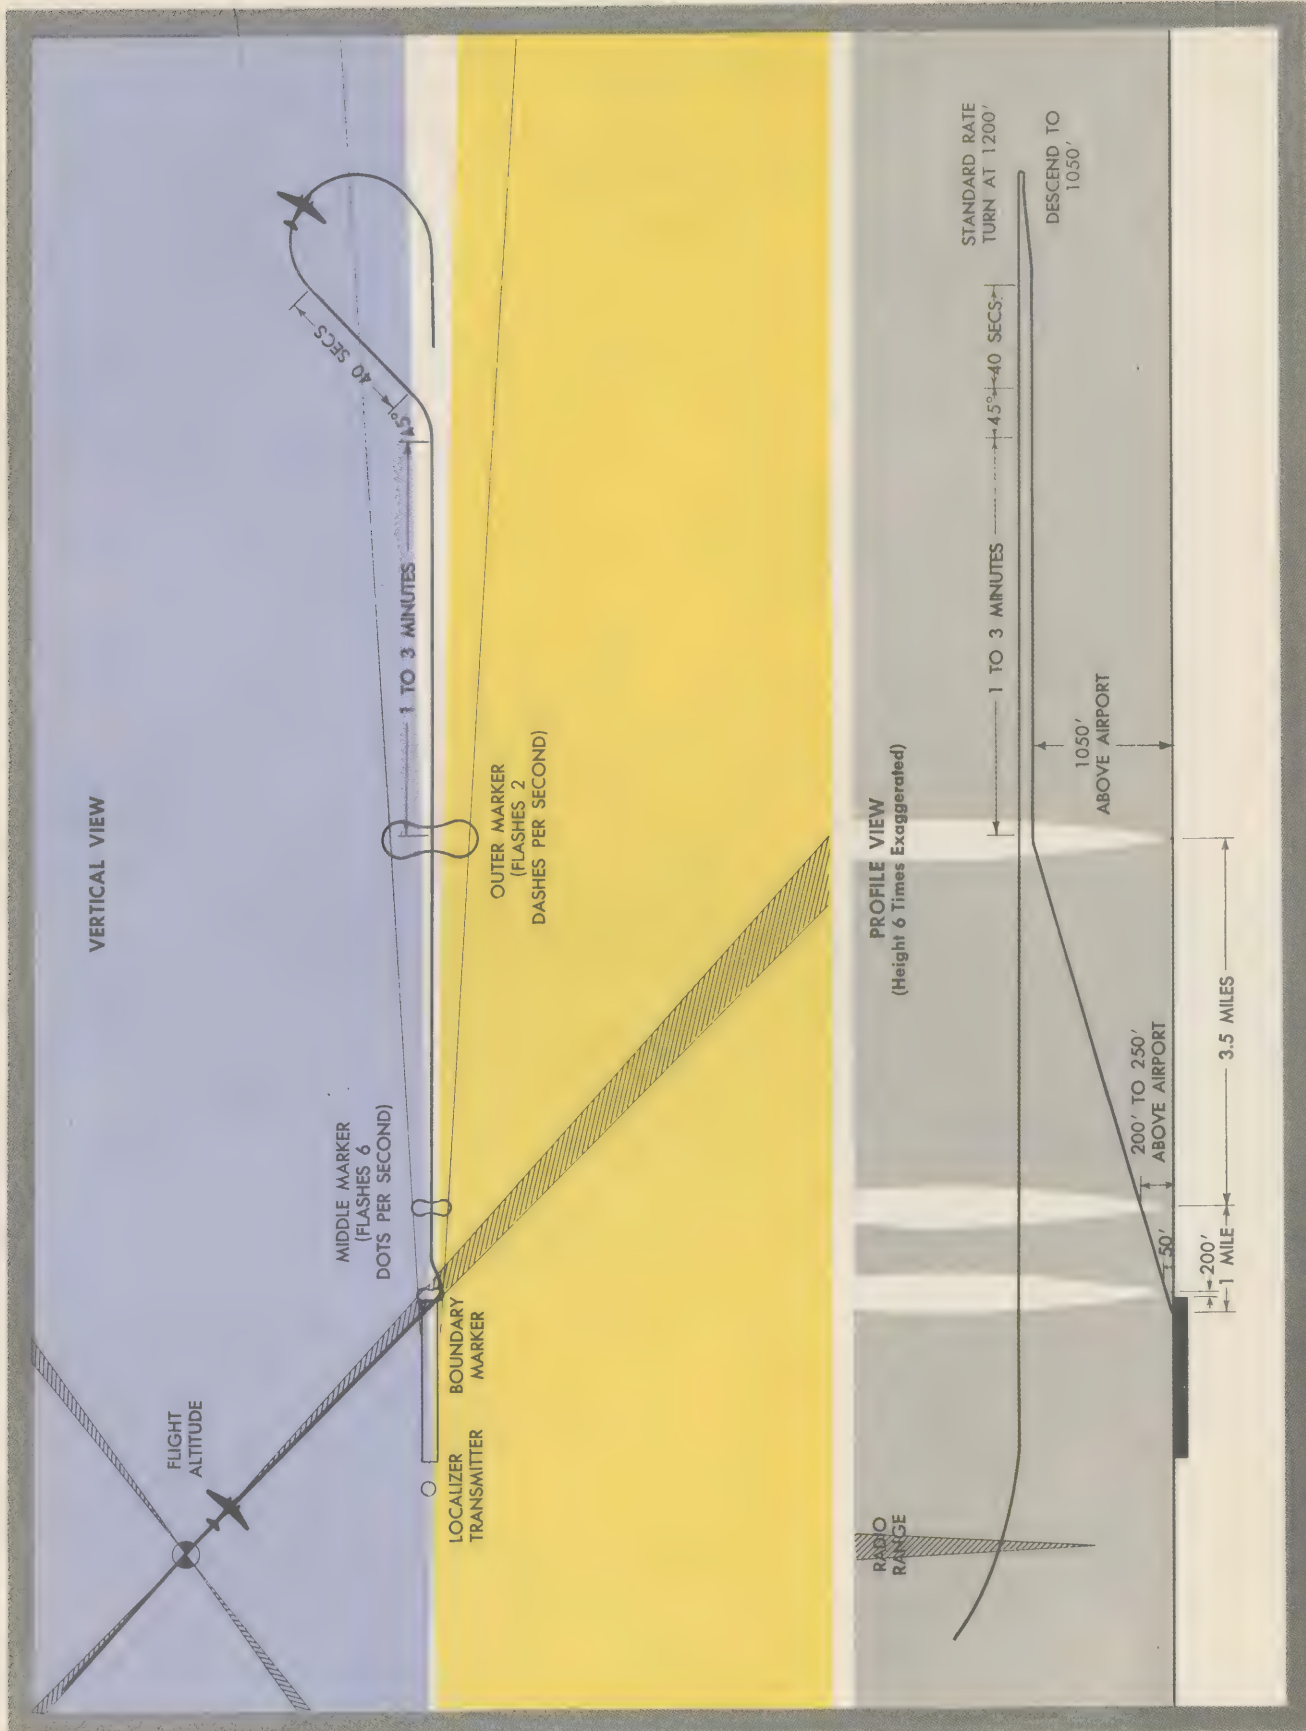 VERTICAL VIEW
FLIGHT
ALTITUDE
MIDDLE MARKER
(FLASHES 6
DOTS PER SECOND)
1 TO 3 MINUTES
45°
40 SECS
LOCALIZER
TRANSMITTER
BOUNDARY
MARKER
OUTER MARKER
(FLASHES 2
DASHES PER SECOND)
PROFILE VIEW
(Height 6 Times Exaggerated)
RADIO
RANGE
1 TO 3 MINUTES
45°
40 SECS.
STANDARD RATE
TURN AT 1200'
DESCEND TO
1050'
1050'
ABOVE AIRPORT
200' TO 250'
ABOVE AIRPORT
50'
200'
1 MILE
3.5 MILES